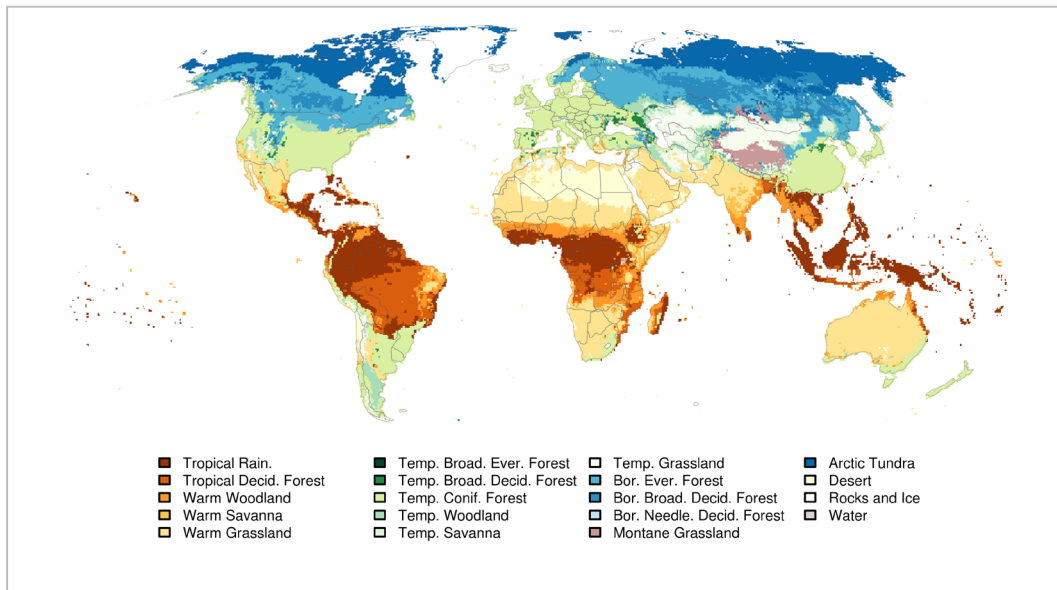 Tropical Rain.
Tropical Decid. Forest
Warm Woodland
Warm Savanna
Warm Grassland
Temp. Broad. Ever. Forest
Temp. Broad. Decid. Forest
Temp. Conif. Forest
Temp. Woodland
Temp. Savanna
Temp. Grassland
Bor. Ever. Forest
Bor. Broad. Decid. Forest
Bor. Needle. Decid. Forest
Montane Grassland
Arctic Tundra
Desert
Rocks and Ice
Water